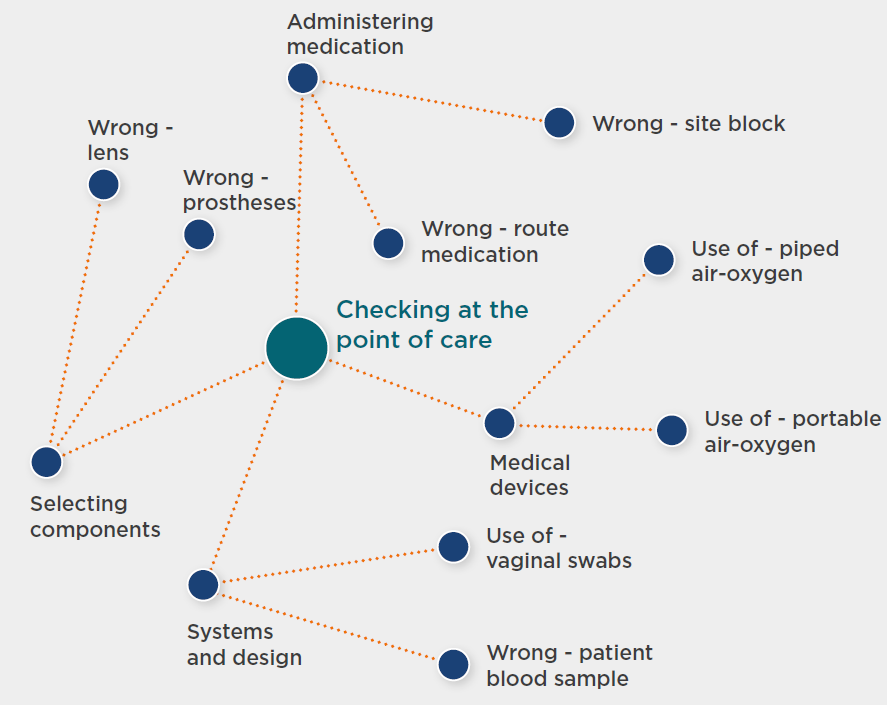 Administering
medication
Wrong - site block
Wrong -
lens
Wrong -
prostheses
Wrong - route
medication
Use of - piped
air-oxygen
Checking at the
point of care
Use of - portable
air-oxygen
Medical
devices
Selecting
components
Use of -
vaginal swabs
Systems
and design
Wrong - patient
blood sample